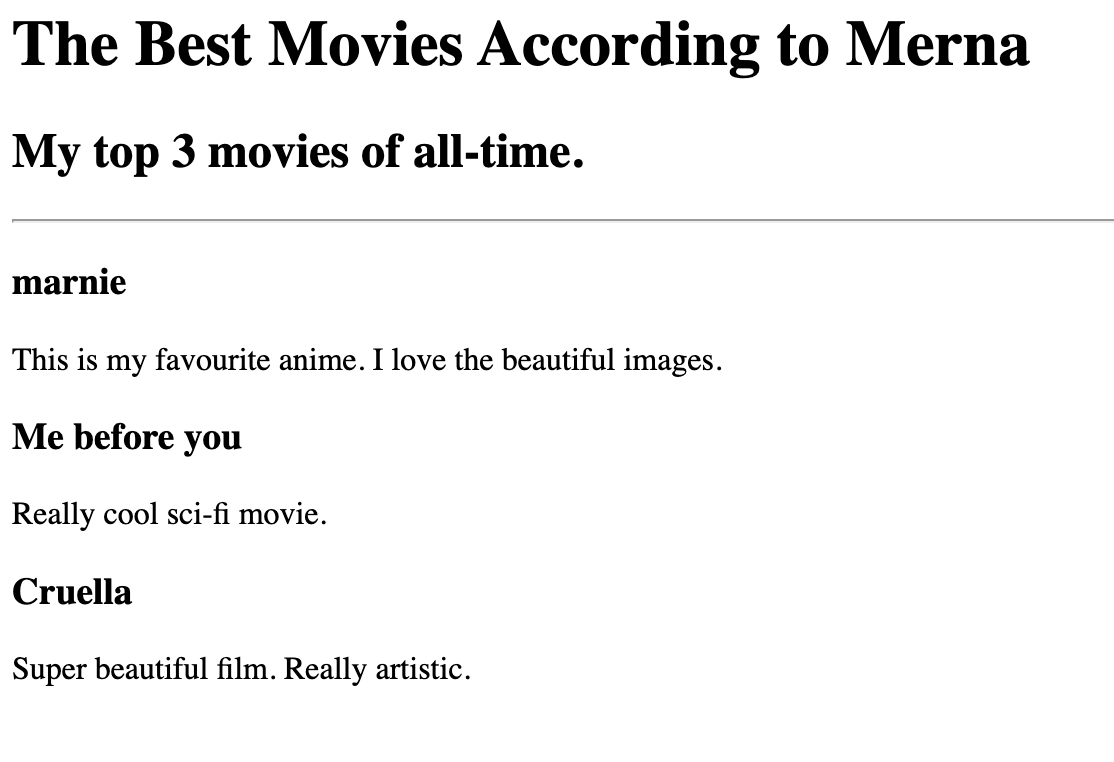 The Best Movies According to Merna
My top 3 movies of all-time.
marnie
This is my favourite anime. I love the beautiful images.
Me before you
Really cool sci-fi movie.
Cruella
Super beautiful film. Really artistic.